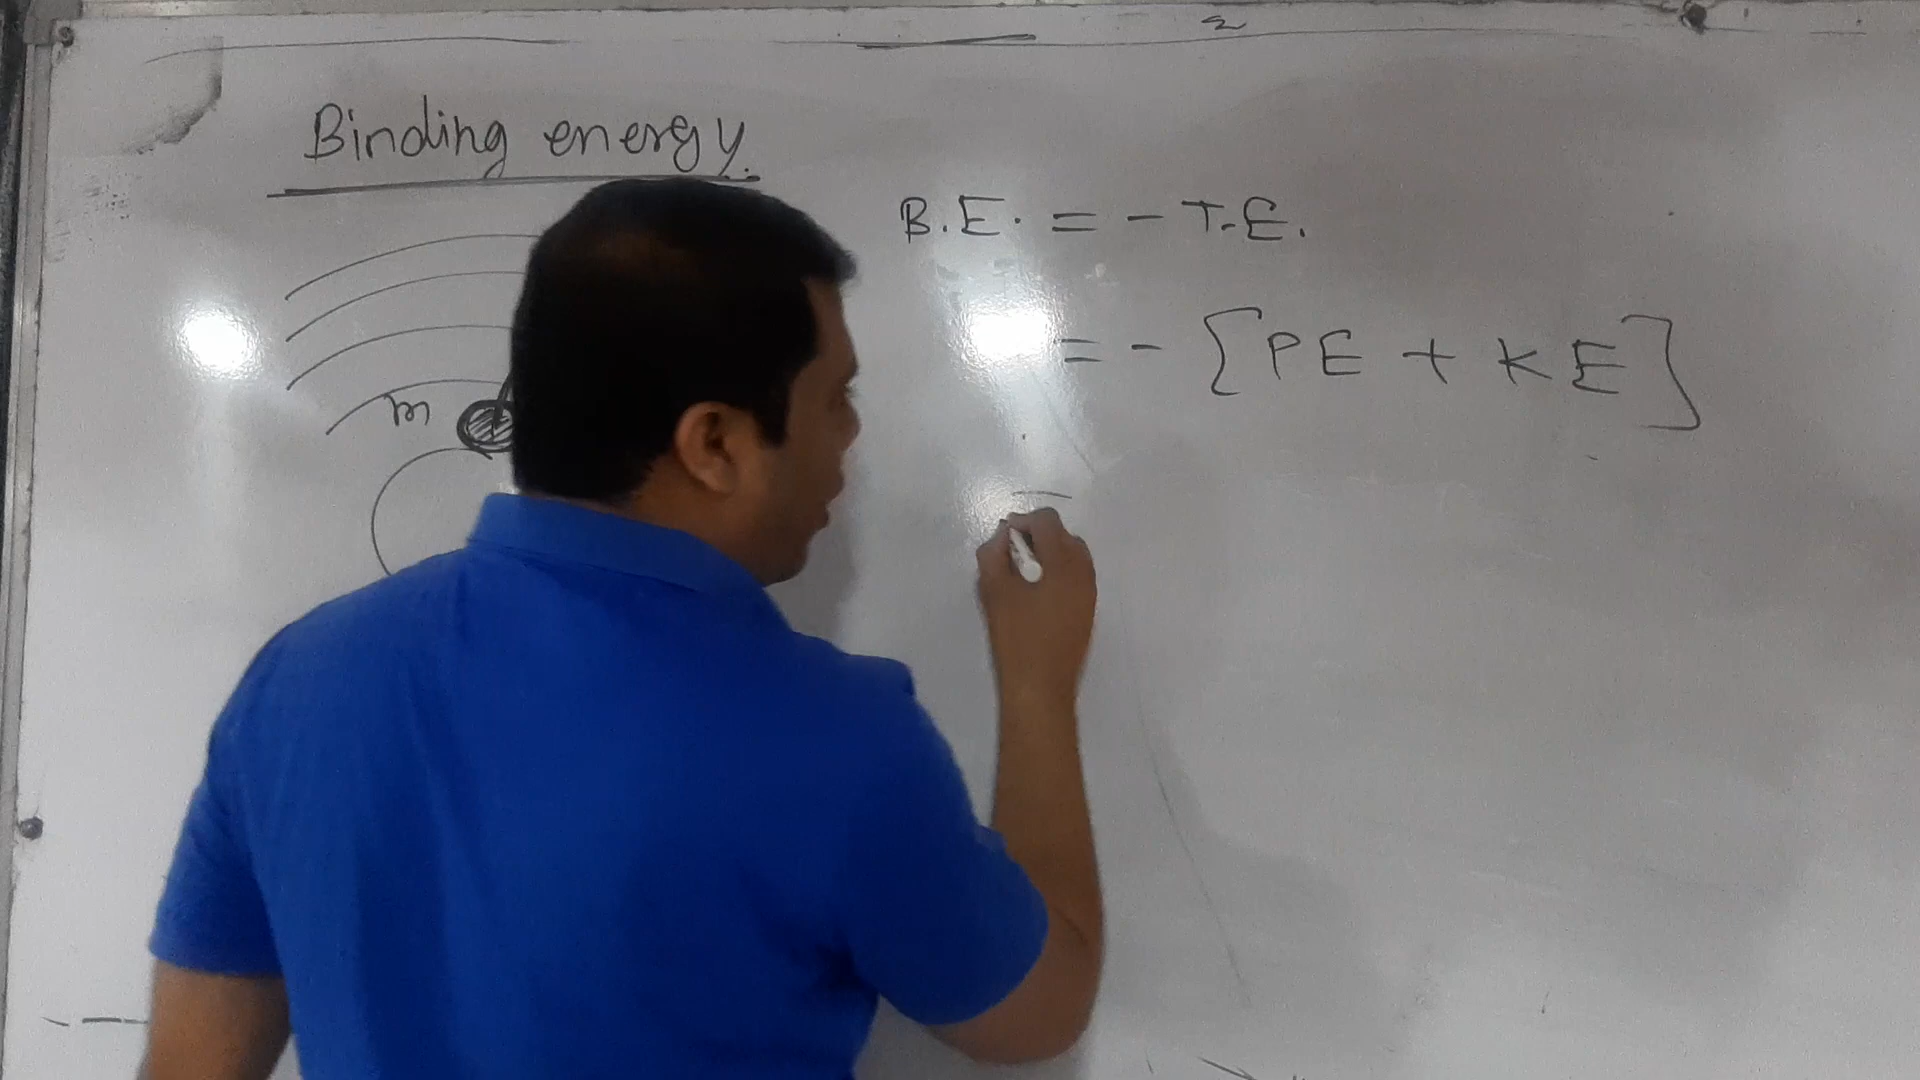 Binding energy.
B.E. = - T.E.
= - [PE + KE]
m